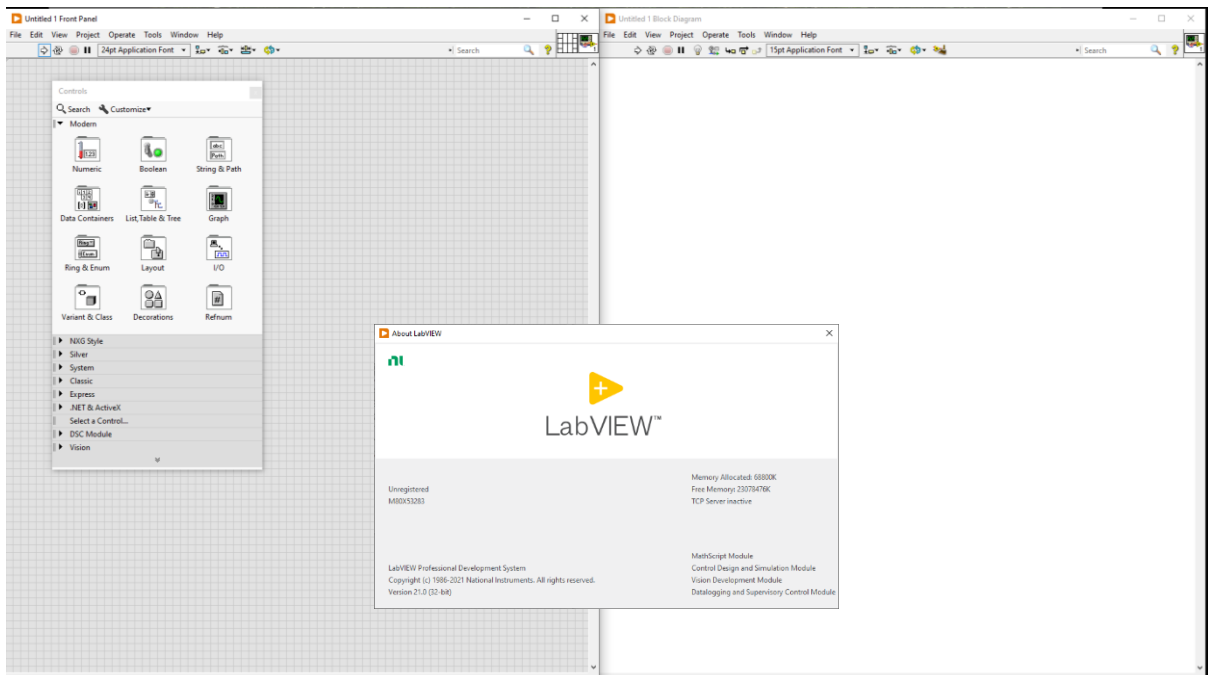 Untitled 1 Front Panel
File Edit View Project Operate Tools Window Help
24pt Application Font
Search
Controls
Search Customize
Modern
Numeric Boolean String & Path
Data Containers List, Table & Tree Graph
Ring & Enum Layout I/O
Variant & Class Decorations Refnum
NXG Style
Silver
System
Classic
Express
.NET & ActiveX
Select a Control...
DSC Module
Vision
Untitled 1 Block Diagram
File Edit View Project Operate Tools Window Help
15pt Application Font
Search
About LabVIEW
LabVIEW™
Unregistered
M80X53283
Memory Allocated: 68800K
Free Memory: 23078476K
TCP Server inactive
LabVIEW Professional Development System
Copyright (c) 1986-2021 National Instruments. All rights reserved.
Version 21.0 (32-bit)
MathScript Module
Control Design and Simulation Module
Vision Development Module
Datalogging and Supervisory Control Module